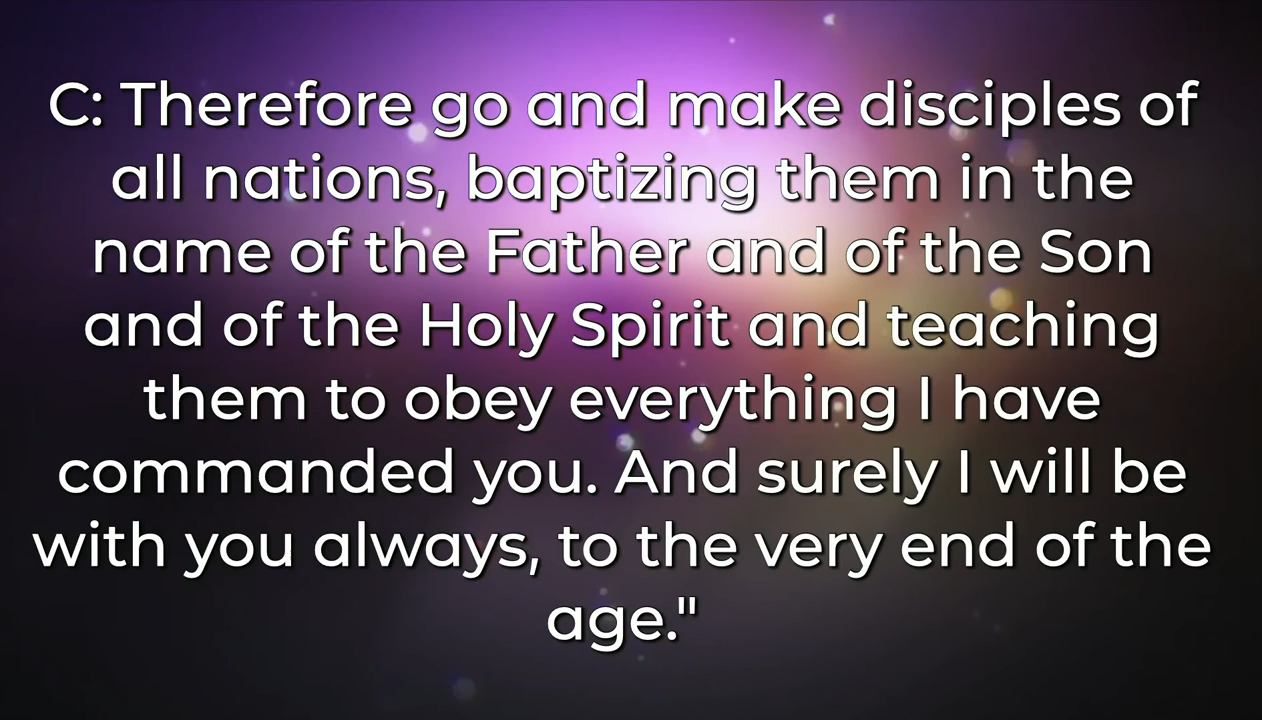 C: Therefore go and make disciples of
all nations, baptizing them in the
name of the Father and of the Son
and of the Holy Spirit and teaching
them to obey everything I have
commanded you. And surely I will be
with you always, to the very end of the
age."